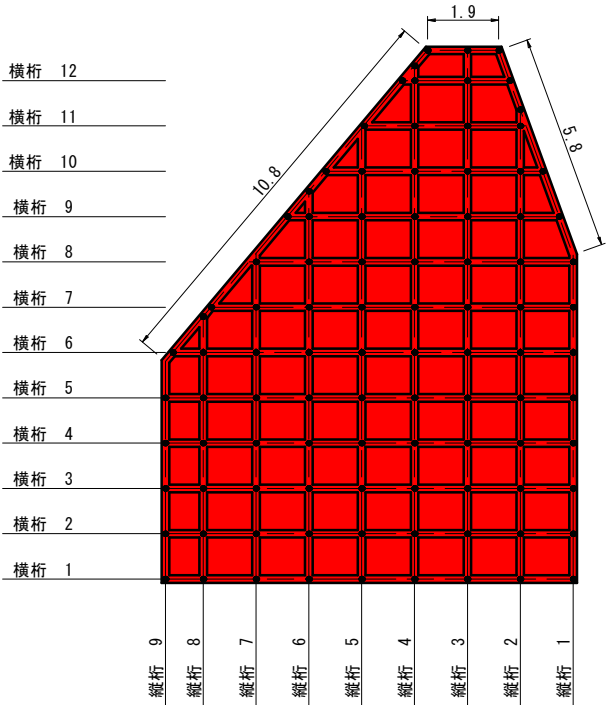 1.9
横桁 12
横桁 11
5.8
横桁 10
10.8
横桁 9
横桁 8
横桁 7
横桁 6
横桁 5
横桁 4
横桁 3
横桁 2
横桁 1
縦桁 9
縦桁 8
縦桁 7
縦桁 6
縦桁 5
縦桁 4
縦桁 3
縦桁 2
縦桁 1